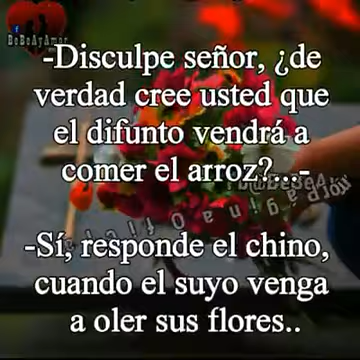 BeBeAyAmor
-Disculpe señor, ¿de
verdad cree usted que
el difunto vendrá a
comer el arroz?...-
-Sí, responde el chino,
cuando el suyo venga
a oler sus flores..